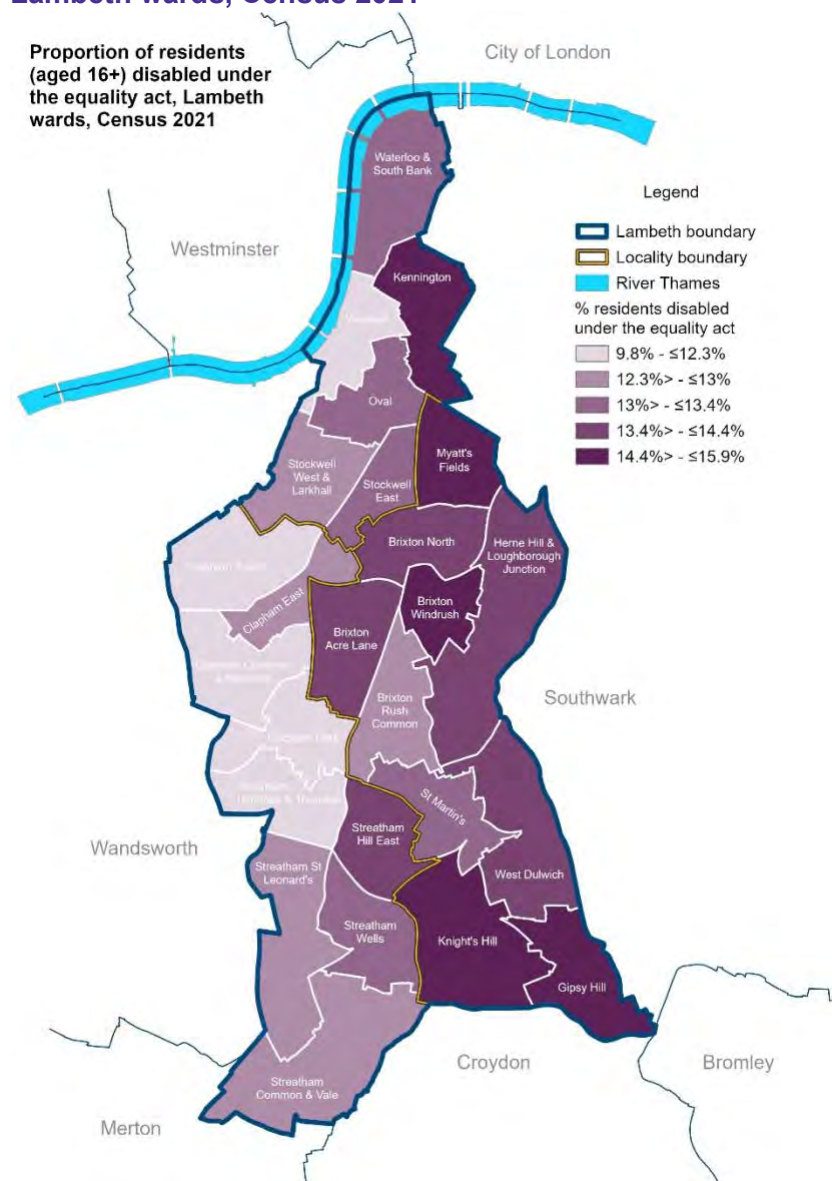 Proportion of residents
(aged 16+) disabled under
the equality act, Lambeth
wards, Census 2021
City of London
Waterloo &
South Bank
Legend
Lambeth boundary
Locality boundary
River Thames
% residents disabled
under the equality act
9.8% - ≤12.3%
12.3%> - ≤13%
13%> - ≤13.4%
13.4%> - ≤14.4%
14.4%> - ≤15.9%
Westminster
Kennington
Oval
Stockwell
West &
Larkhall
Stockwell
East
Myatt's
Fields
Brixton North
Herne Hill &
Loughborough
Junction
Clapham East
Brixton
Acre Lane
Brixton
Windrush
Brixton
Rush
Common
Southwark
St Martin's
Wandsworth
Streatham
Hill East
Streatham St
Leonard's
West Dulwich
Streatham
Wells
Knight's Hill
Gipsy Hill
Streatham
Common & Vale
Croydon
Bromley
Merton